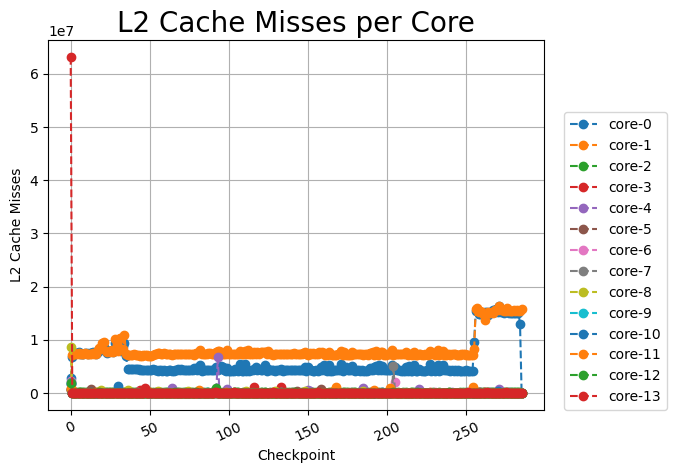 L2 Cache Misses per Core
1e7
6
5
4
3
2
1
0
L2 Cache Misses
0
50
100
150
200
250
Checkpoint
core-0
core-1
core-2
core-3
core-4
core-5
core-6
core-7
core-8
core-9
core-10
core-11
core-12
core-13